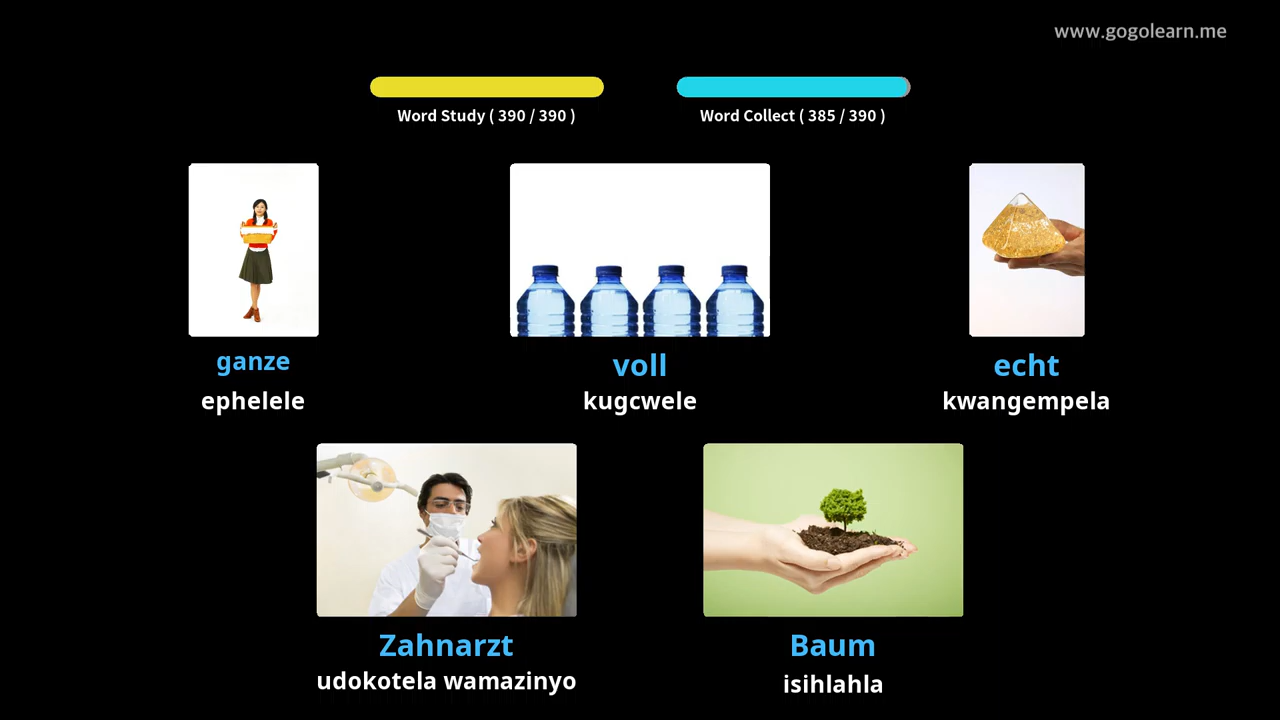 www.gogolearn.me
Word Study ( 390 / 390 )
Word Collect ( 385 / 390 )
ganze
ephelele
voll
kugcwele
echt
kwangempela
Zahnarzt
udokotela wamazinyo
Baum
isihlahla